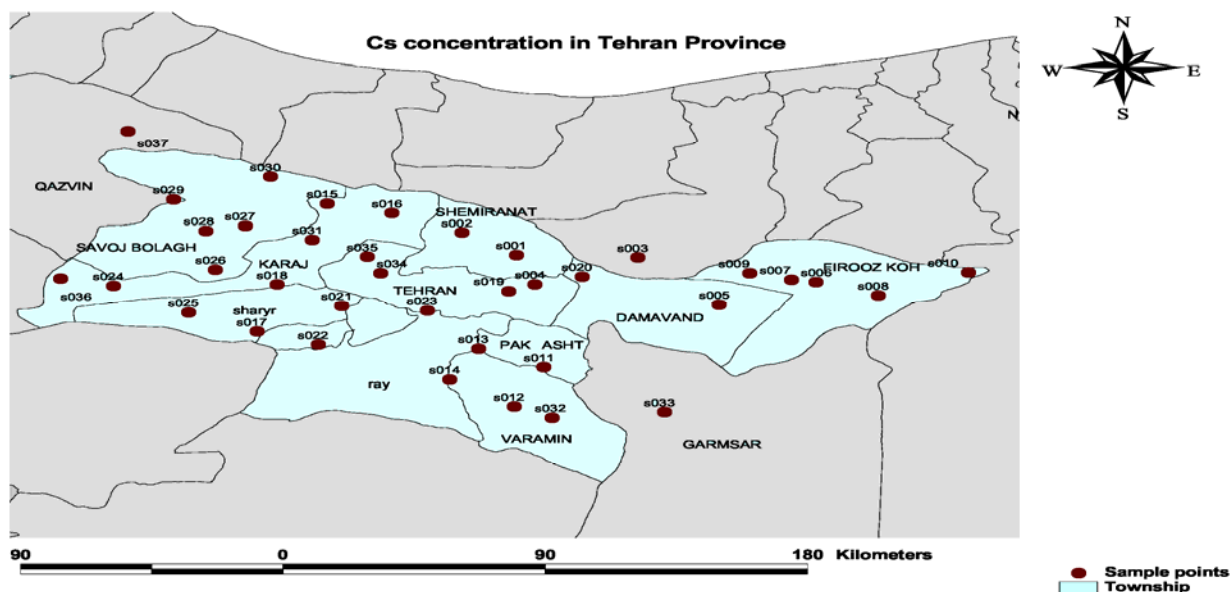 Cs concentration in Tehran Province
N
W E
S
N
s037
s030
QAZVIN
s029
s015
s016
SHEMIRANAT
s028
s027
s002
s031
SAVOJ BOLAGH
s035
s001
s003
s026
KARAJ
s034
s009
s007
EIROOZ KOH
s010
s024
s018
s004
s020
s006
s036
TEHRAN
s019
s008
s025
sharyr
s021
s023
s005
DAMAVAND
s017
s022
s013
PAK ASHT
s011
s014
ray
s012
s032
s033
VARAMIN
GARMSAR
90 0 90 180 Kilometers
Sample points
Township